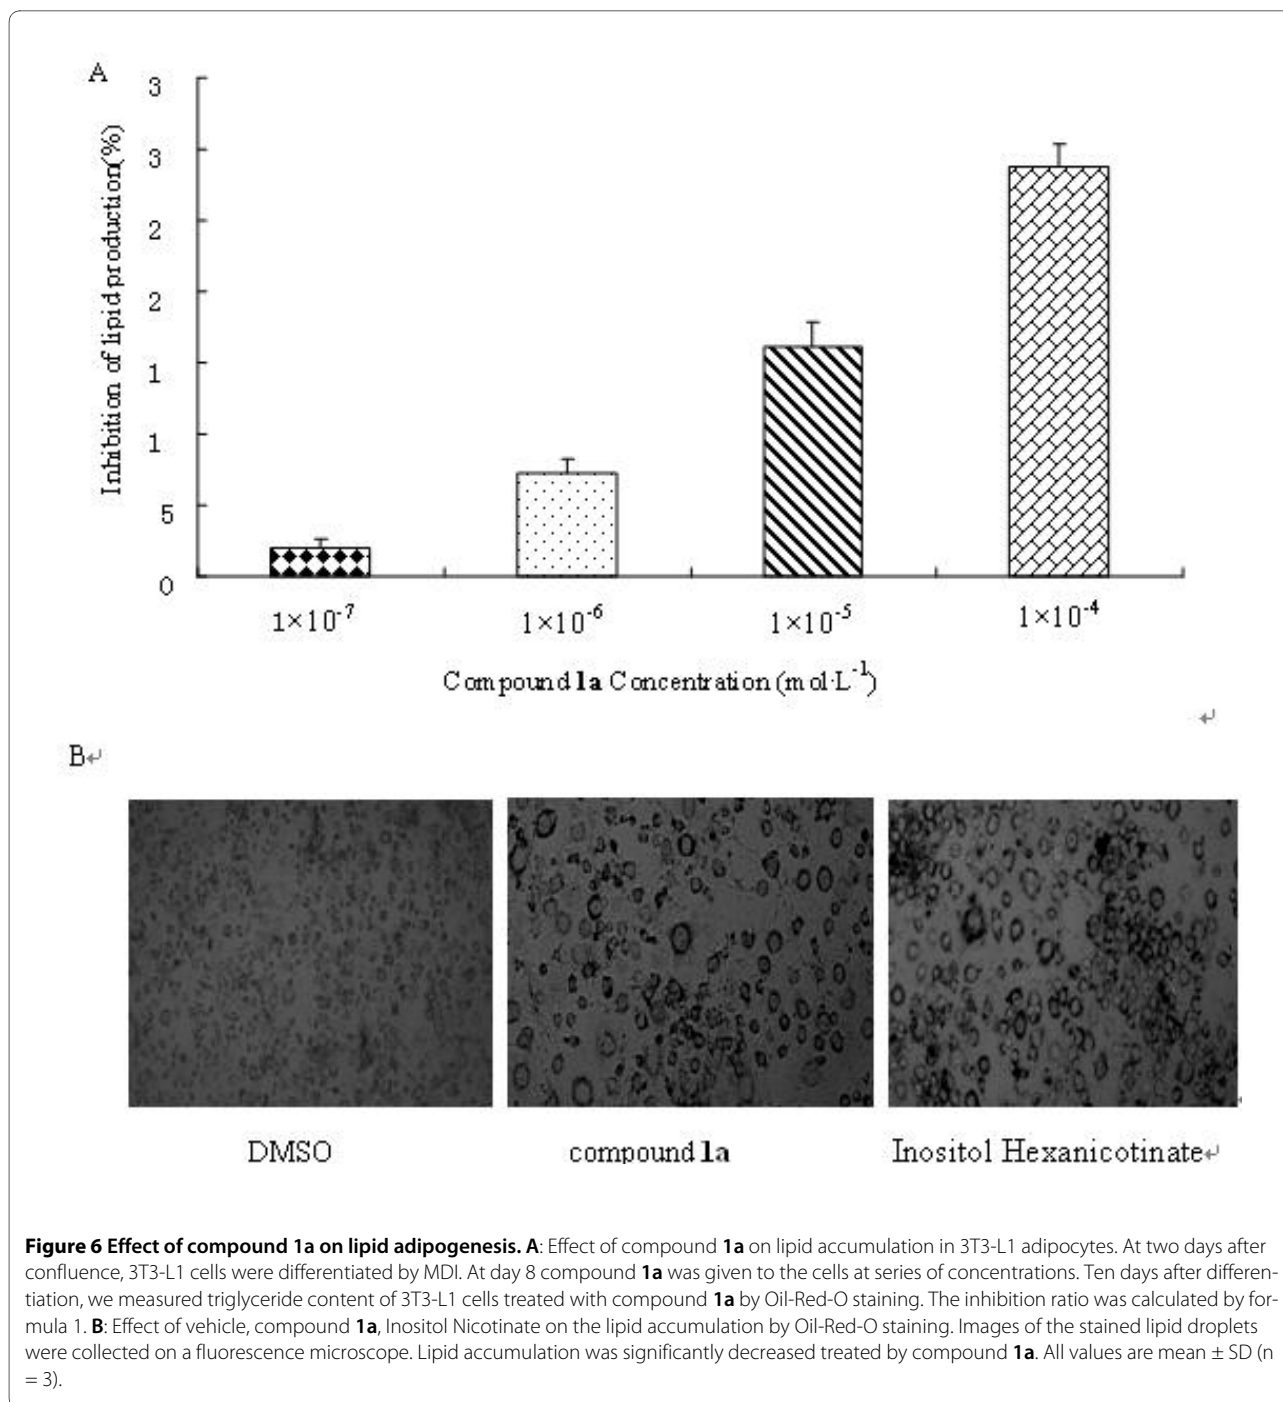 A
3
3
2
2
1
1
5
0
Inhibition of lipid production(%)
1×10⁻⁷ 1×10⁻⁶ 1×10⁻⁵ 1×10⁻⁴
Compound 1a Concentration (mol·L⁻¹)
↵
B↵
DMSO compound 1a Inositol Hexanicotinate↵
Figure 6 Effect of compound 1a on lipid adipogenesis. A: Effect of compound 1a on lipid accumulation in 3T3-L1 adipocytes. At two days after
confluence, 3T3-L1 cells were differentiated by MDI. At day 8 compound 1a was given to the cells at series of concentrations. Ten days after differen-
tiation, we measured triglyceride content of 3T3-L1 cells treated with compound 1a by Oil-Red-O staining. The inhibition ratio was calculated by for-
mula 1. B: Effect of vehicle, compound 1a, Inositol Nicotinate on the lipid accumulation by Oil-Red-O staining. Images of the stained lipid droplets
were collected on a fluorescence microscope. Lipid accumulation was significantly decreased treated by compound 1a. All values are mean ± SD (n
= 3).